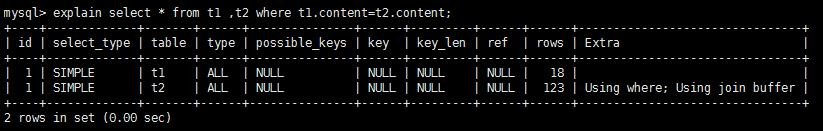 mysql> explain select * from t1 ,t2 where t1.content=t2.content;
+----+-------------+-------+------+---------------+------+---------+------+------+--------------------------------+
| id | select_type | table | type | possible_keys | key | key_len | ref | rows | Extra |
+----+-------------+-------+------+---------------+------+---------+------+------+--------------------------------+
| 1 | SIMPLE | t1 | ALL | NULL | NULL | NULL | NULL | 18 | |
| 1 | SIMPLE | t2 | ALL | NULL | NULL | NULL | NULL | 123 | Using where; Using join buffer |
+----+-------------+-------+------+---------------+------+---------+------+------+--------------------------------+
2 rows in set (0.00 sec)